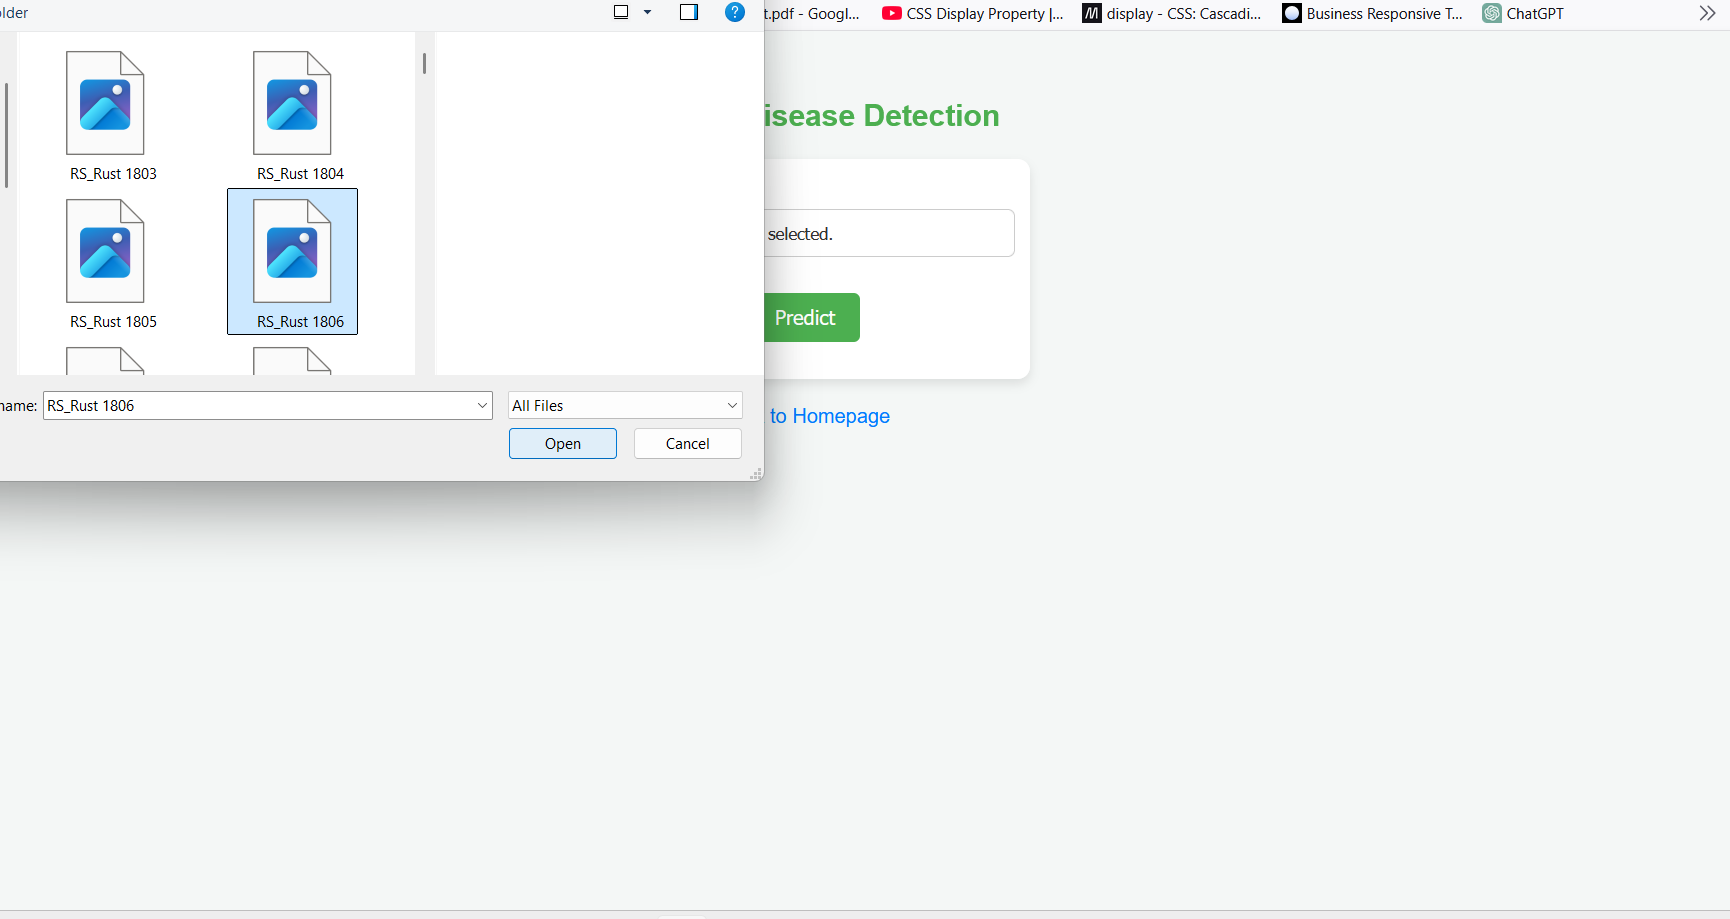 t.pdf - Googl...
CSS Display Property |...
display - CSS: Cascadi...
Business Responsive T...
ChatGPT
older
RS_Rust 1803
RS_Rust 1804
RS_Rust 1805
RS_Rust 1806
name:
RS_Rust 1806
All Files
Open
Cancel
isease Detection
selected.
Predict
to Homepage